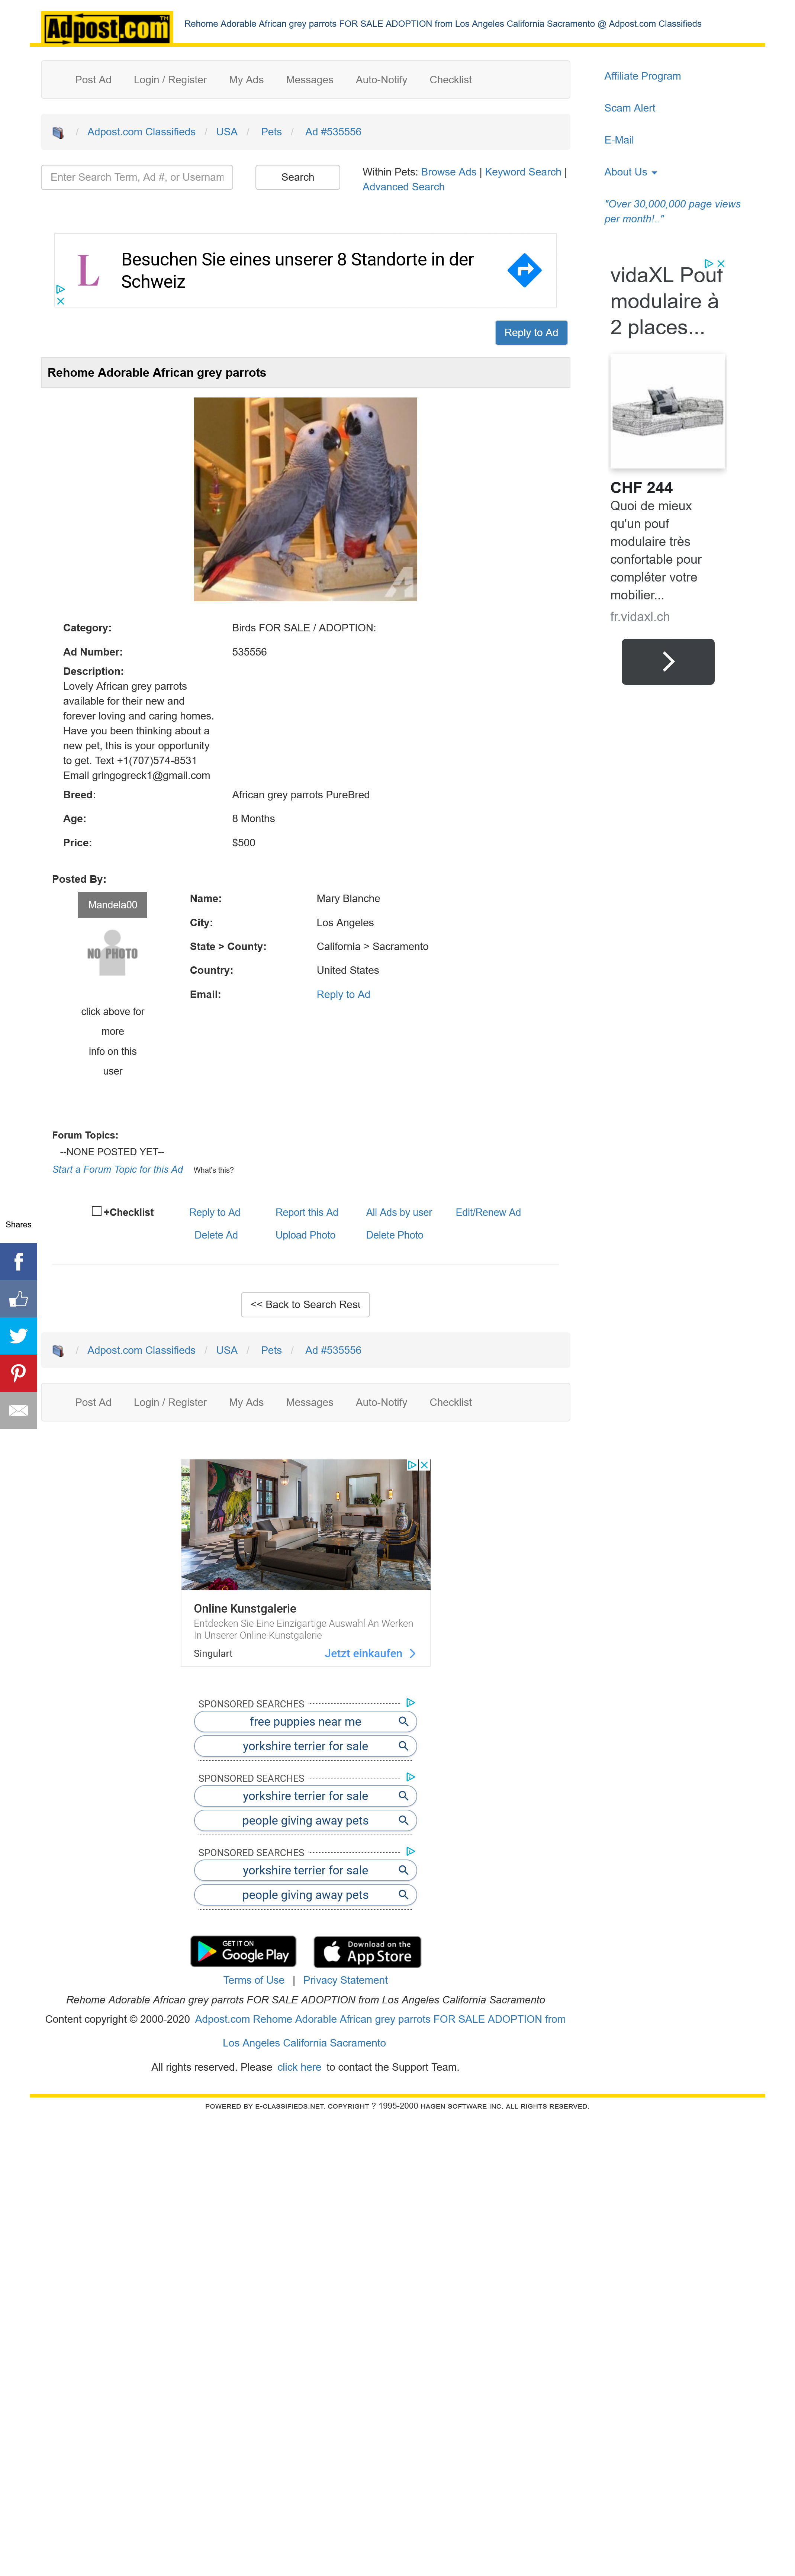 Adpost.com TM
Rehome Adorable African grey parrots FOR SALE ADOPTION from Los Angeles California Sacramento @ Adpost.com Classifieds
Post Ad Login / Register My Ads Messages Auto-Notify Checklist
/ Adpost.com Classifieds / USA / Pets / Ad #535556
Enter Search Term, Ad #, or Usernam
Search
Within Pets: Browse Ads | Keyword Search |
Advanced Search
Affiliate Program
Scam Alert
E-Mail
About Us
"Over 30,000,000 page views
per month!.."
L
Besuchen Sie eines unserer 8 Standorte in der
Schweiz
Reply to Ad
vidaXL Pouf
modulaire à
2 places...
CHF 244
Quoi de mieux
qu'un pouf
modulaire très
confortable pour
compléter votre
mobilier...
fr.vidaxl.ch
Rehome Adorable African grey parrots
Category: Birds FOR SALE / ADOPTION:
Ad Number: 535556
Description:
Lovely African grey parrots
available for their new and
forever loving and caring homes.
Have you been thinking about a
new pet, this is your opportunity
to get. Text +1(707)574-8531
Email gringogreck1@gmail.com
Breed: African grey parrots PureBred
Age: 8 Months
Price: $500
Posted By:
Mandela00
NO PHOTO
click above for
more
info on this
user
Name: Mary Blanche
City: Los Angeles
State > County: California > Sacramento
Country: United States
Email: Reply to Ad
Forum Topics:
--NONE POSTED YET--
Start a Forum Topic for this Ad What's this?
+Checklist Reply to Ad Report this Ad All Ads by user Edit/Renew Ad
Delete Ad Upload Photo Delete Photo
Shares
<< Back to Search Resu
/ Adpost.com Classifieds / USA / Pets / Ad #535556
Post Ad Login / Register My Ads Messages Auto-Notify Checklist
Online Kunstgalerie
Entdecken Sie Eine Einzigartige Auswahl An Werken
In Unserer Online Kunstgalerie
Singulart Jetzt einkaufen
SPONSORED SEARCHES
free puppies near me
yorkshire terrier for sale
SPONSORED SEARCHES
yorkshire terrier for sale
people giving away pets
SPONSORED SEARCHES
yorkshire terrier for sale
people giving away pets
GET IT ON
Google Play
Download on the
App Store
Terms of Use | Privacy Statement
Rehome Adorable African grey parrots FOR SALE ADOPTION from Los Angeles California Sacramento
Content copyright © 2000-2020 Adpost.com Rehome Adorable African grey parrots FOR SALE ADOPTION from
Los Angeles California Sacramento
All rights reserved. Please click here to contact the Support Team.
POWERED BY E-CLASSIFIEDS.NET. COPYRIGHT ? 1995-2000 HAGEN SOFTWARE INC. ALL RIGHTS RESERVED.